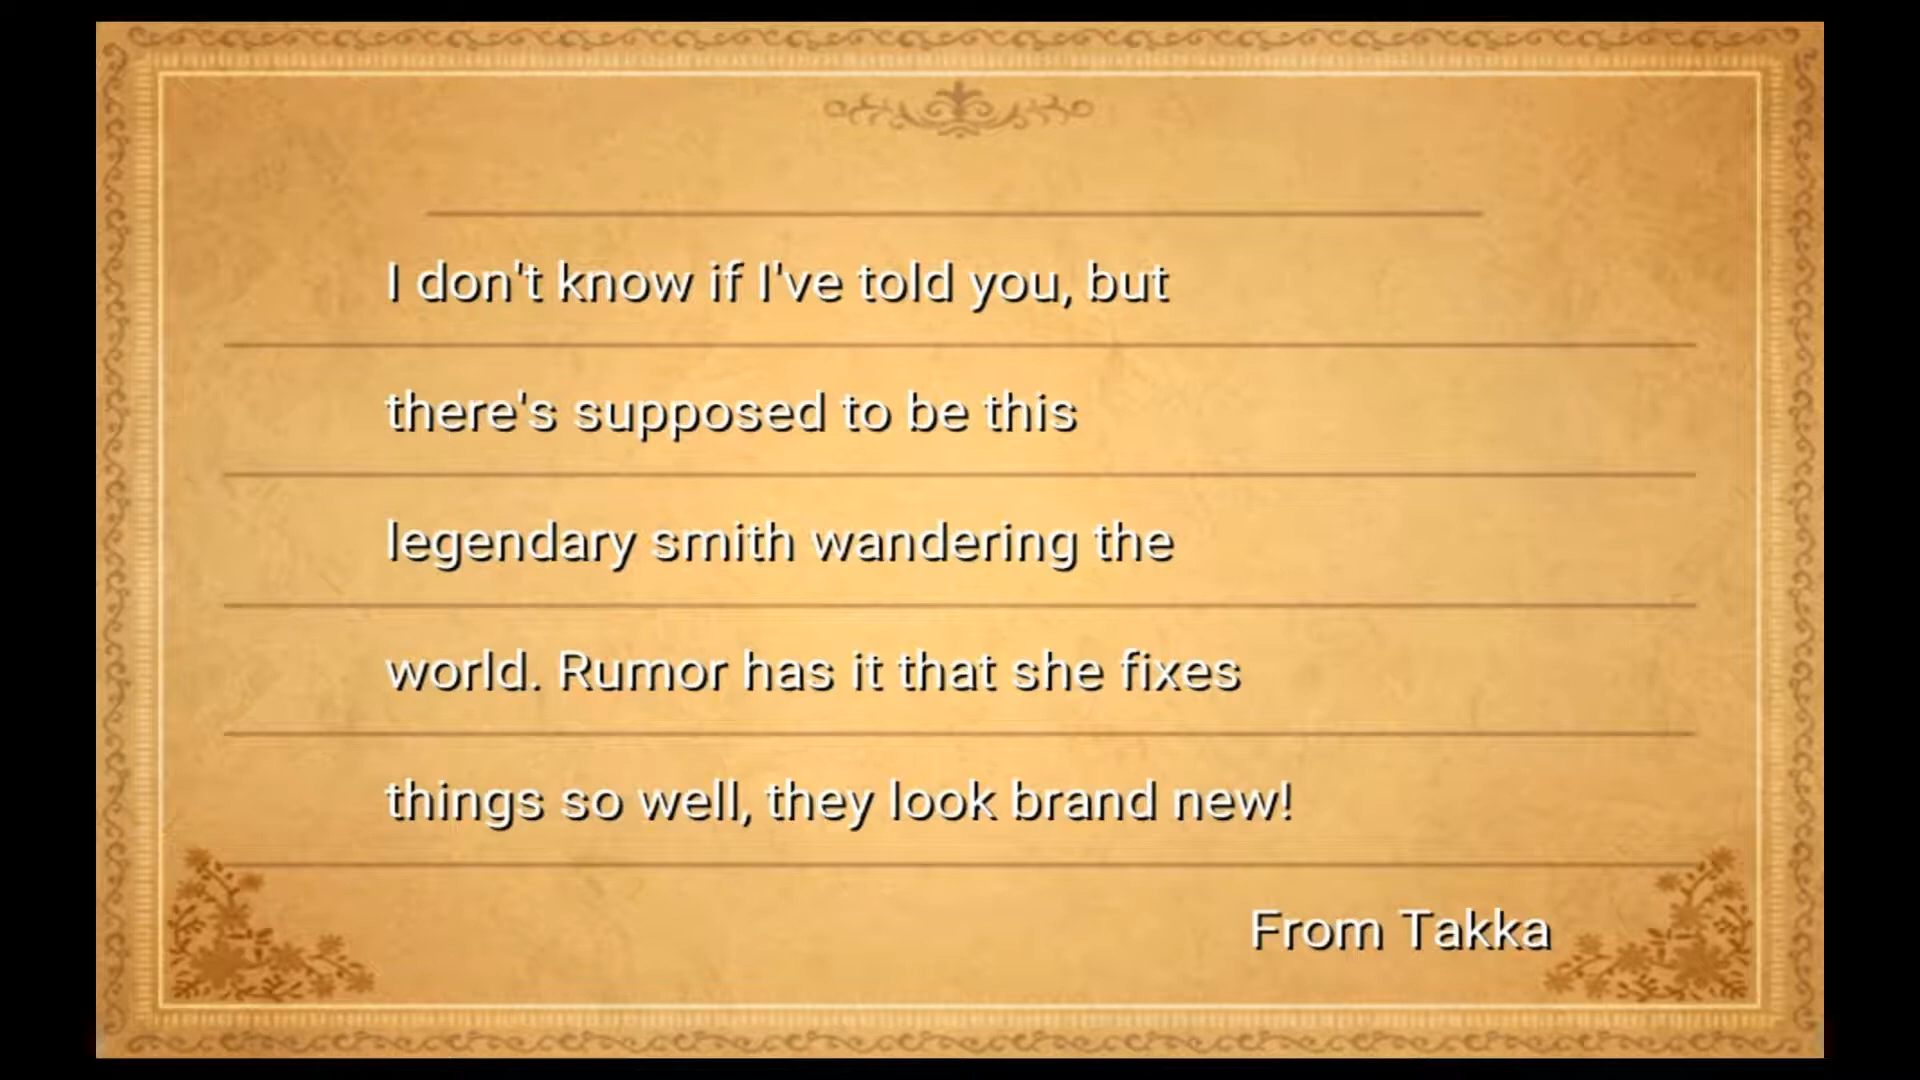 I don't know if I've told you, but
there's supposed to be this
legendary smith wandering the
world. Rumor has it that she fixes
things so well, they look brand new!
From Takka